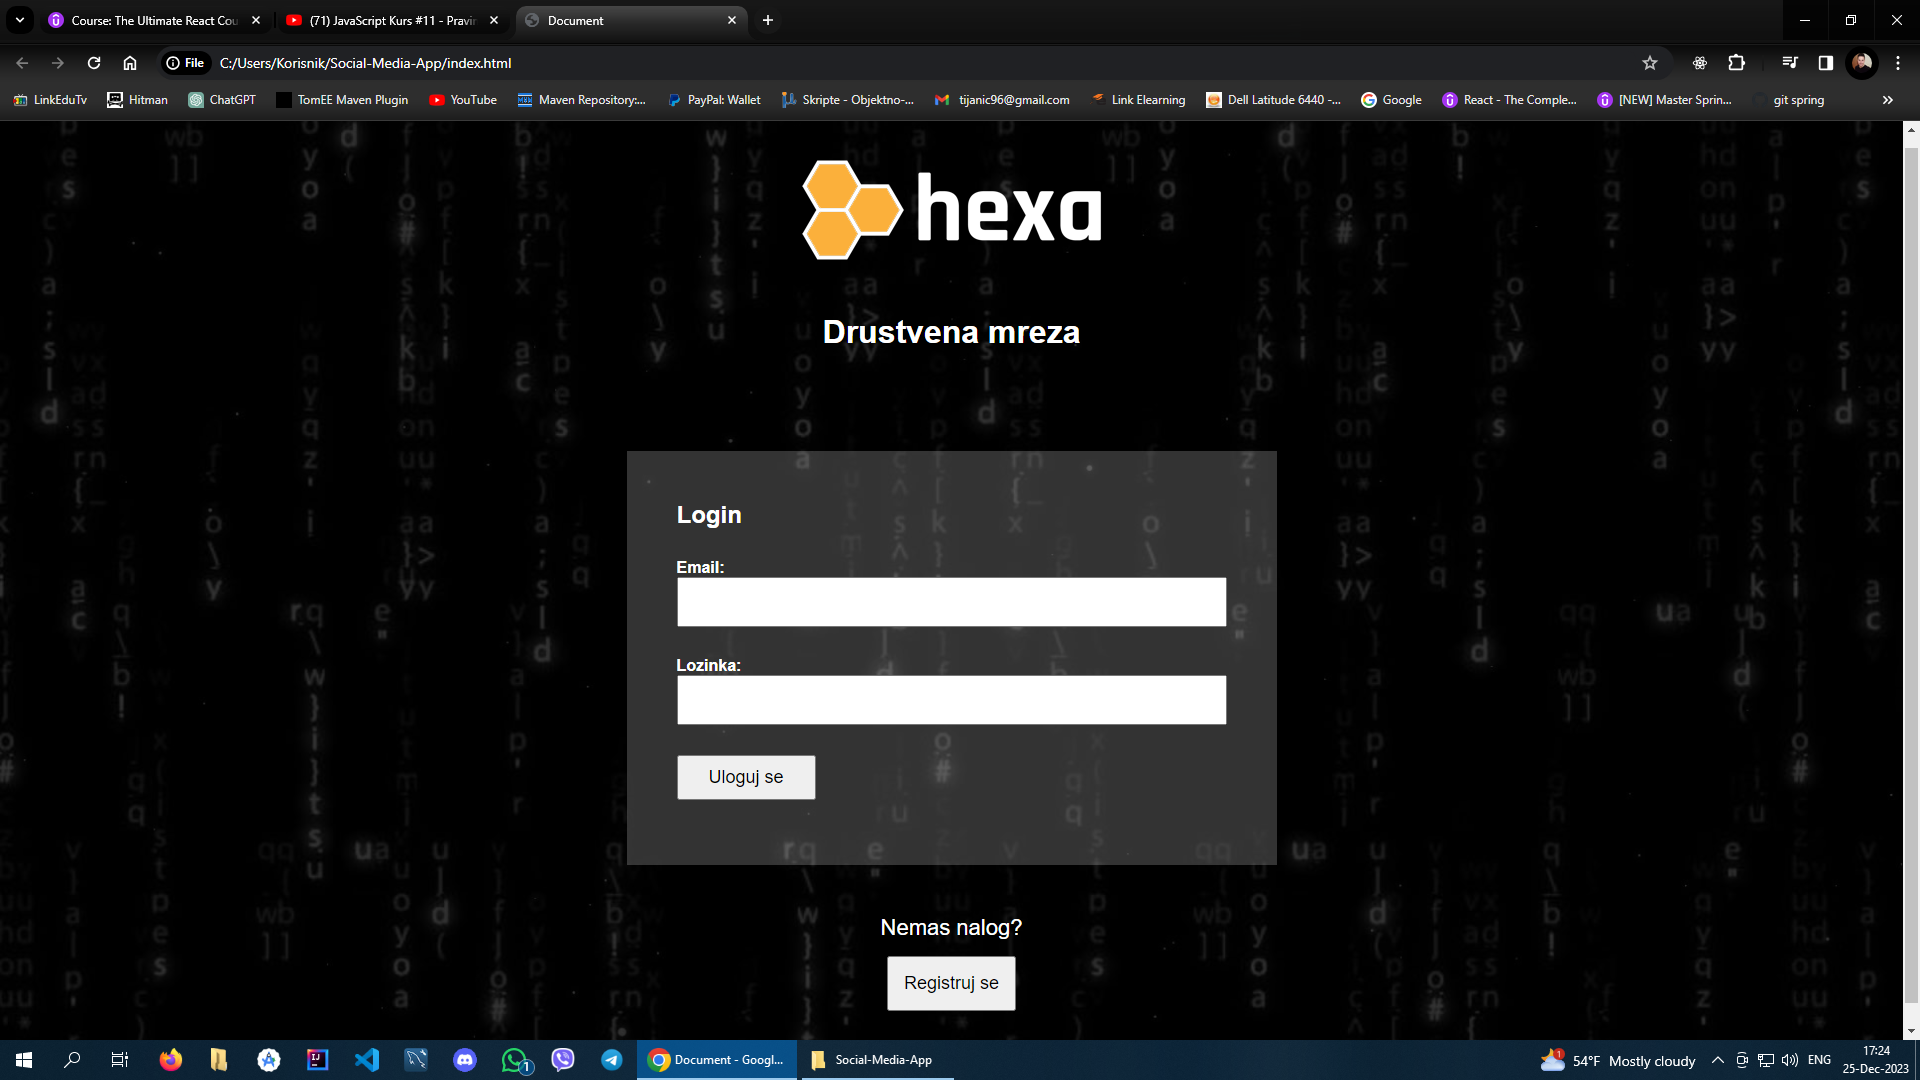 Course: The Ultimate React Cou
(71) JavaScript Kurs #11 - Pravin
Document
File
C:/Users/Korisnik/Social-Media-App/index.html
LinkEduTv
Hitman
ChatGPT
TomEE Maven Plugin
YouTube
Maven Repository:...
PayPal: Wallet
Skripte - Objektno-...
tijanic96@gmail.com
Link Elearning
Dell Latitude 6440 -...
Google
React - The Comple...
[NEW] Master Sprin...
git spring
hexa
Drustvena mreza
Login
Email:
Lozinka:
Uloguj se
Nemas nalog?
Registruj se
Document - Googl...
Social-Media-App
54°F Mostly cloudy
ENG
17:24
25-Dec-2023